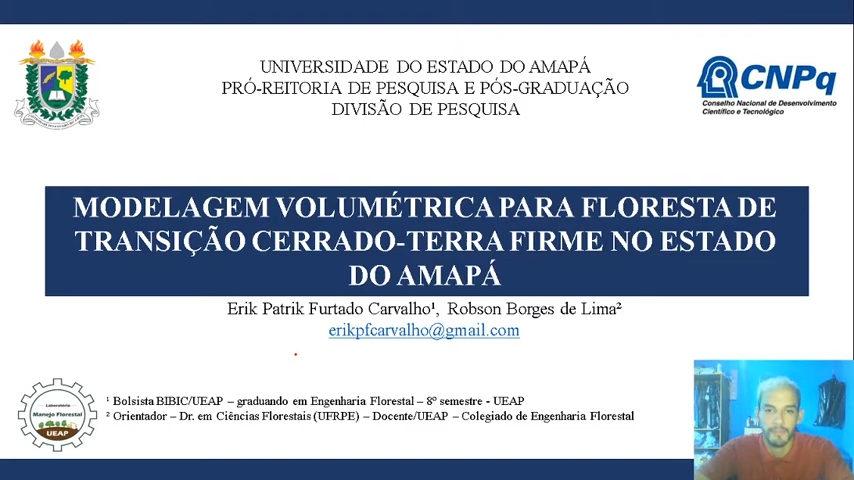 UNIVERSIDADE DO ESTADO DO AMAPÁ
PRÓ-REITORIA DE PESQUISA E PÓS-GRADUAÇÃO
DIVISÃO DE PESQUISA
CNPq
Conselho Nacional de Desenvolvimento
Científico e Tecnológico
MODELAGEM VOLUMÉTRICA PARA FLORESTA DE
TRANSIÇÃO CERRADO-TERRA FIRME NO ESTADO
DO AMAPÁ
Erik Patrik Furtado Carvalho¹, Robson Borges de Lima²
erikpfcarvalho@gmail.com
Laboratório
Manejo Florestal
UEAP
¹ Bolsista BIBIC/UEAP – graduando em Engenharia Florestal – 8º semestre - UEAP
² Orientador – Dr. em Ciências Florestais (UFRPE) – Docente/UEAP – Colegiado de Engenharia Florestal